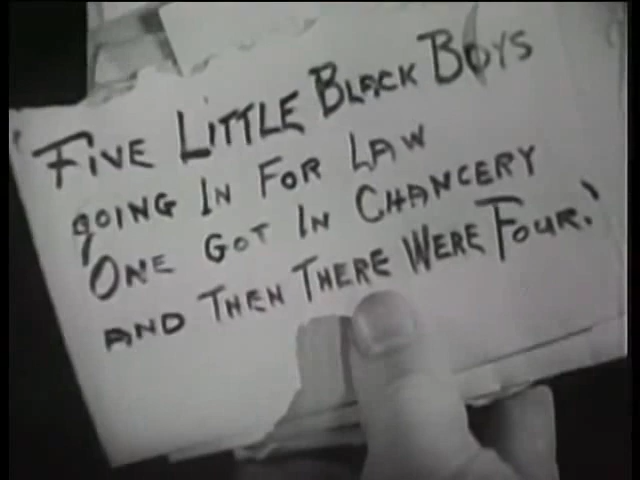 "Five Little Black Boys
going In For Law
One Got In Chancery
and Then There Were Four."